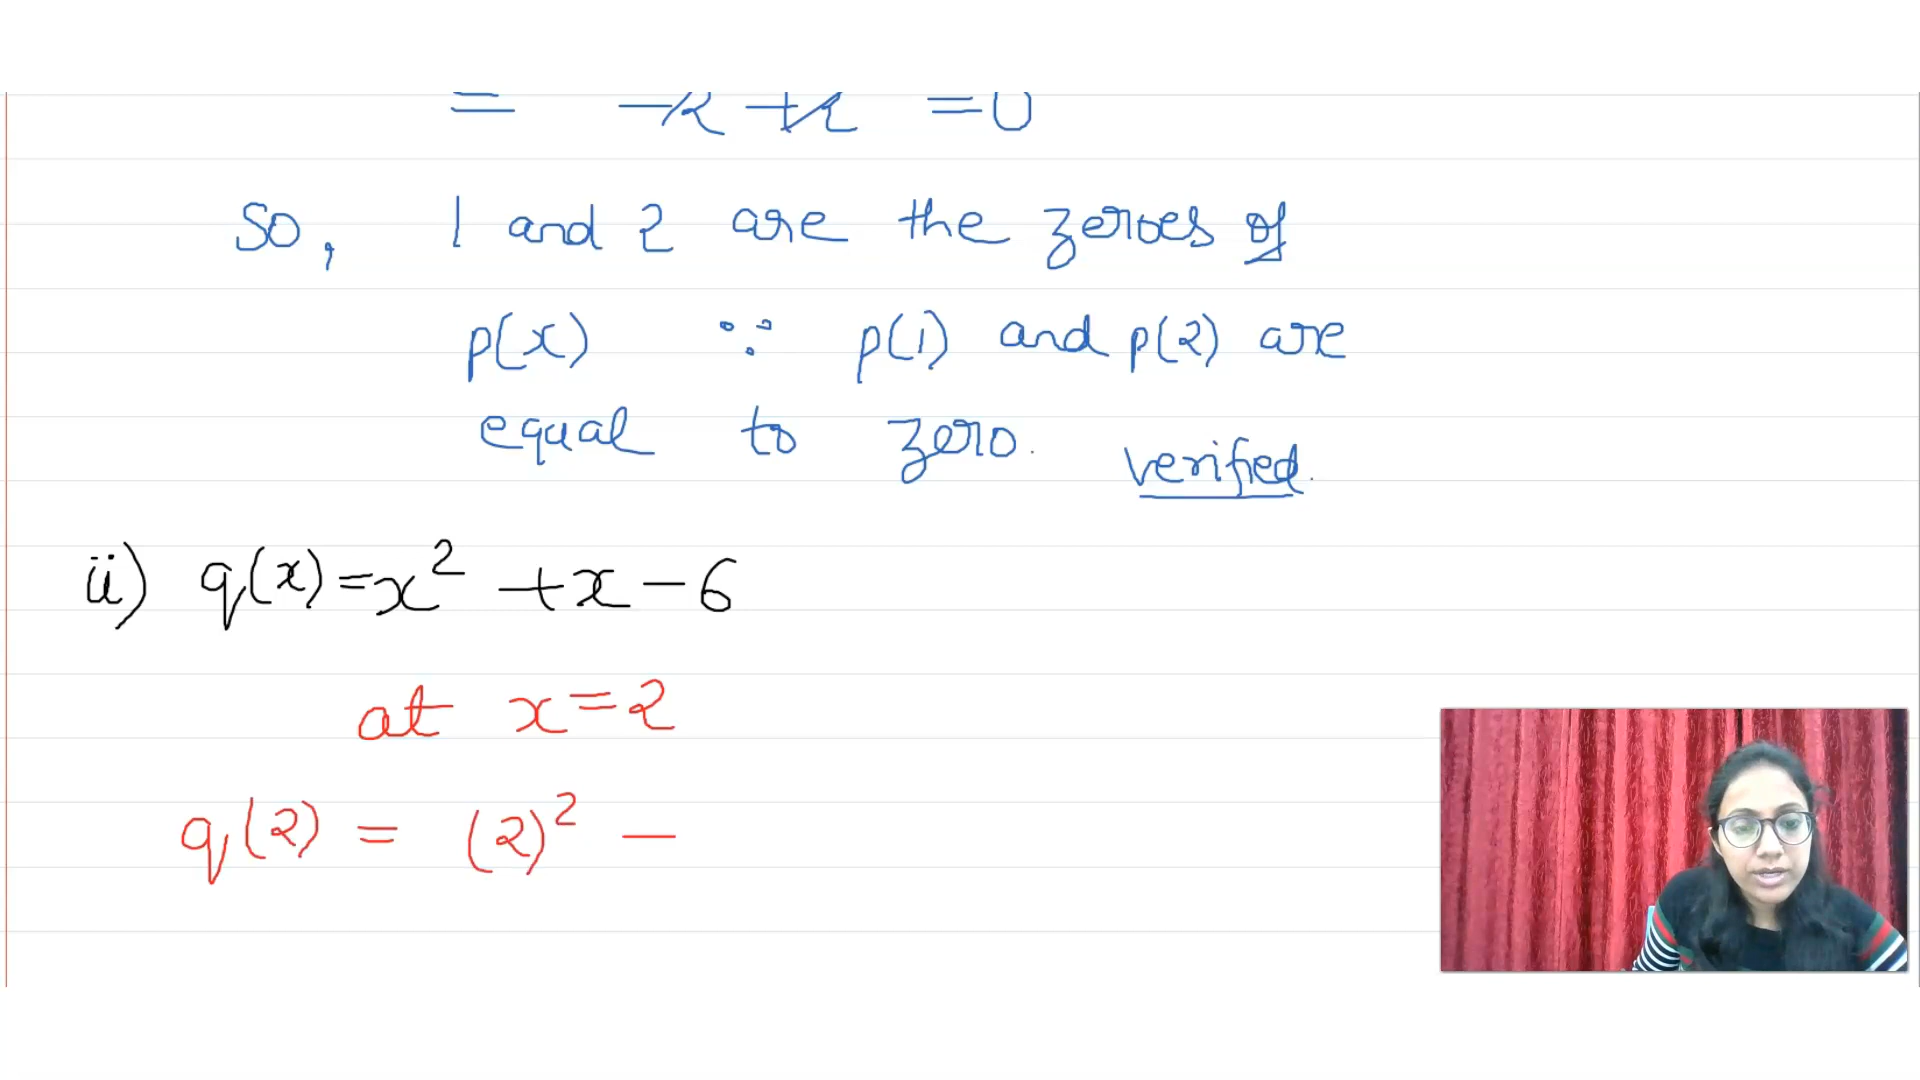 = -2 +2 =0
So, 1 and 2 are the zeroes of
p(x) ∵ p(1) and p(2) are
equal to zero. verified.
ii) q(x)=x² +x-6
at x=2
q(2) = (2)² -